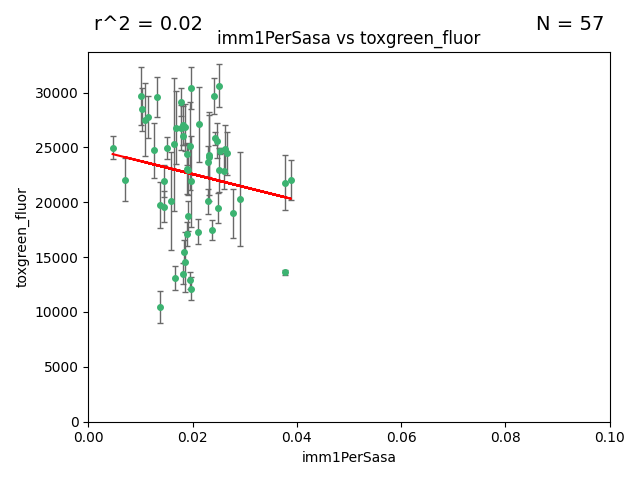 r^2 = 0.02
N = 57
imm1PerSasa vs toxgreen_fluor
toxgreen_fluor
30000
25000
20000
15000
10000
5000
0
0.00 0.02 0.04 0.06 0.08 0.10
imm1PerSasa